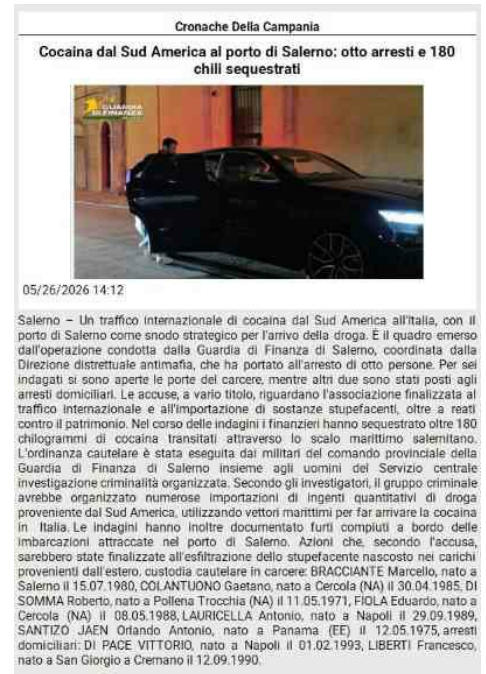 Cronache Della Campania
Cocaina dal Sud America al porto di Salerno: otto arresti e 180
chili sequestrati
GUARDIA
DI FINANZA
05/26/2026 14:12
Salerno – Un traffico internazionale di cocaina dal Sud America all'Italia, con il
porto di Salerno come snodo strategico per l'arrivo della droga. È il quadro emerso
dall'operazione condotta dalla Guardia di Finanza di Salerno, coordinata dalla
Direzione distrettuale antimafia, che ha portato all'arresto di otto persone. Per sei
indagati si sono aperte le porte del carcere, mentre altri due sono stati posti agli
arresti domiciliari. Le accuse, a vario titolo, riguardano l'associazione finalizzata al
traffico internazionale e all'importazione di sostanze stupefacenti, oltre a reati
contro il patrimonio. Nel corso delle indagini i finanzieri hanno sequestrato oltre 180
chilogrammi di cocaina transitati attraverso lo scalo marittimo salernitano.
L'ordinanza cautelare è stata eseguita dai militari del comando provinciale della
Guardia di Finanza di Salerno insieme agli uomini del Servizio centrale
investigazione criminalità organizzata. Secondo gli investigatori, il gruppo criminale
avrebbe organizzato numerose importazioni di ingenti quantitativi di droga
proveniente dal Sud America, utilizzando vettori marittimi per far arrivare la cocaina
in Italia. Le indagini hanno inoltre documentato furti compiuti a bordo delle
imbarcazioni attraccate nel porto di Salerno. Azioni che, secondo l'accusa,
sarebbero state finalizzate all'esfiltrazione dello stupefacente nascosto nei carichi
provenienti dall'estero. custodia cautelare in carcere: BRACCIANTE Marcello, nato a
Salerno il 15.07.1980, COLANTUONO Gaetano, nato a Cercola (NA) il 30.04.1985, DI
SOMMA Roberto, nato a Pollena Trocchia (NA) il 11.05.1971, FIOLA Eduardo, nato a
Cercola (NA) il 08.05.1988, LAURICELLA Antonio, nato a Napoli il 29.09.1989,
SANTIZO JAEN Orlando Antonio, nato a Panama (EE) il 12.05.1975, arresti
domiciliari: DI PACE VITTORIO, nato a Napoli il 01.02.1993, LIBERTI Francesco,
nato a San Giorgio a Cremano il 12.09.1990.